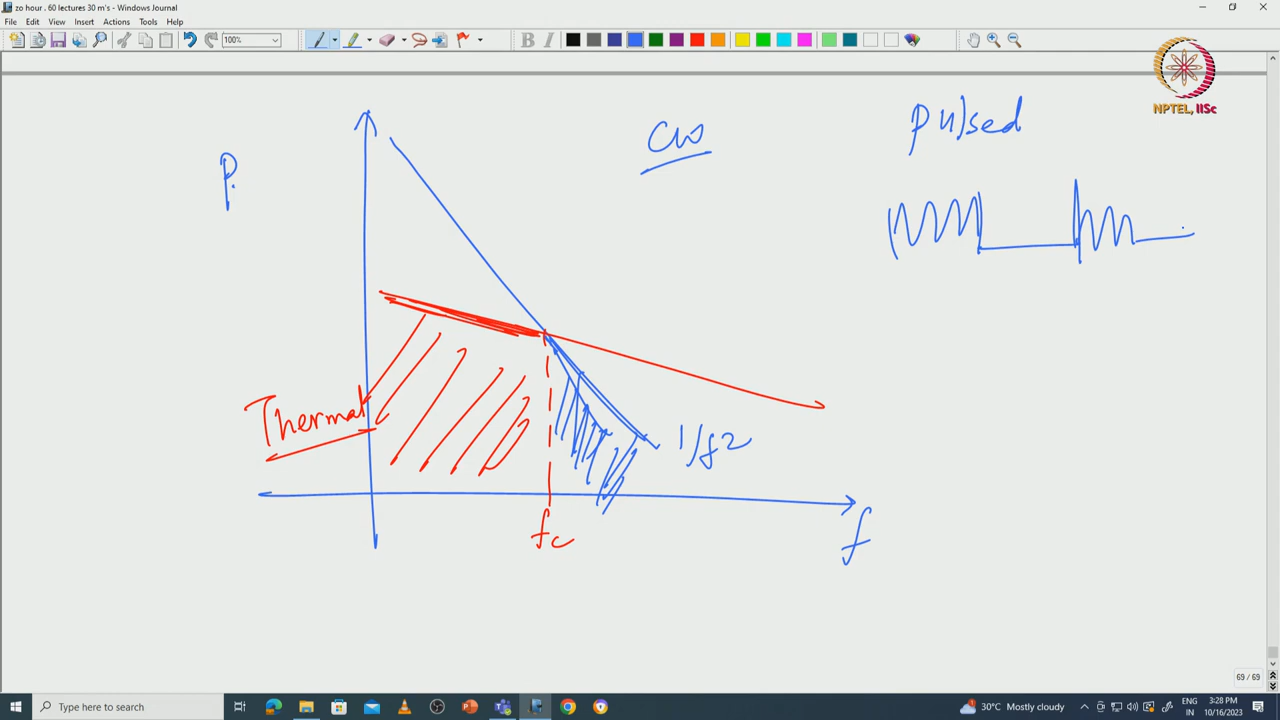 zo hour . 60 lectures 30 m's - Windows Journal
File Edit View Insert Actions Tools Help
100%
B I
NPTEL, IISc
CW
Pulsed
P.
Thermal
1/f2
fc
f
69 / 69
Type here to search
30°C Mostly cloudy
ENG
IN
3:28 PM
10/16/2023